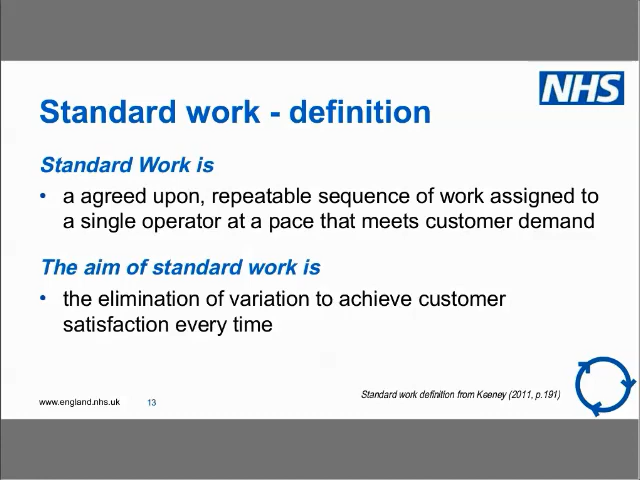 NHS
Standard work - definition
Standard Work is
• a agreed upon, repeatable sequence of work assigned to
a single operator at a pace that meets customer demand
The aim of standard work is
• the elimination of variation to achieve customer
satisfaction every time
Standard work definition from Keeney (2011, p.191)
www.england.nhs.uk 13